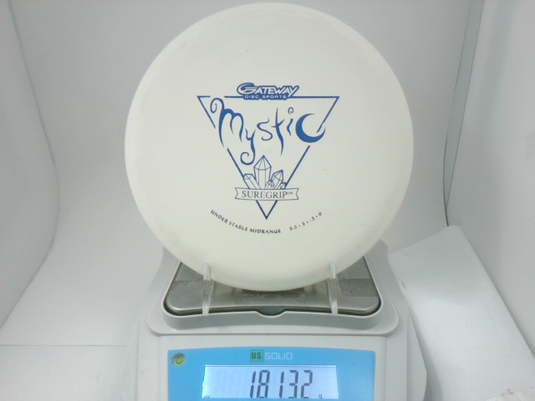 GATEWAY
DISC SPORTS
Mystic
SUREGRIP
UNDER STABLE MIDRANGE
US SOLID
181.32 g